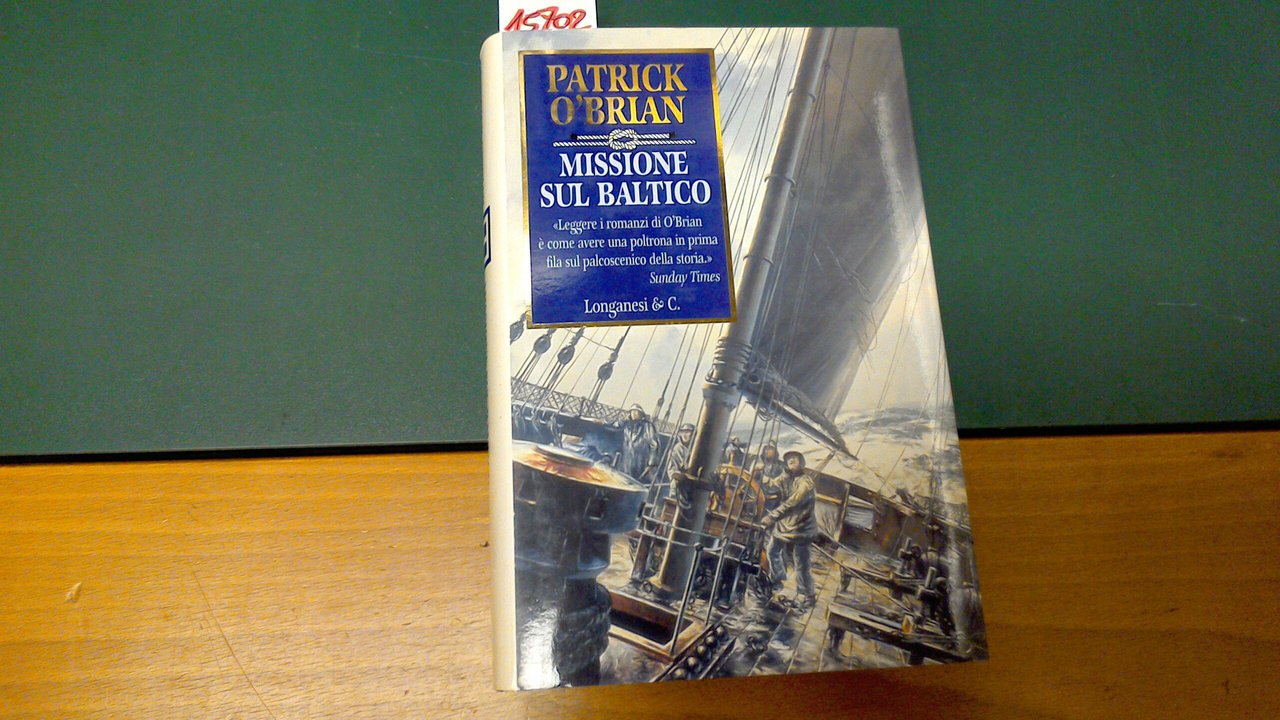 15702
PATRICK
O'BRIAN
MISSIONE
SUL BALTICO
«Leggere i romanzi di O'Brian
è come avere una poltrona in prima
fila sul palcoscenico della storia.»
Sunday Times
Longanesi & C.